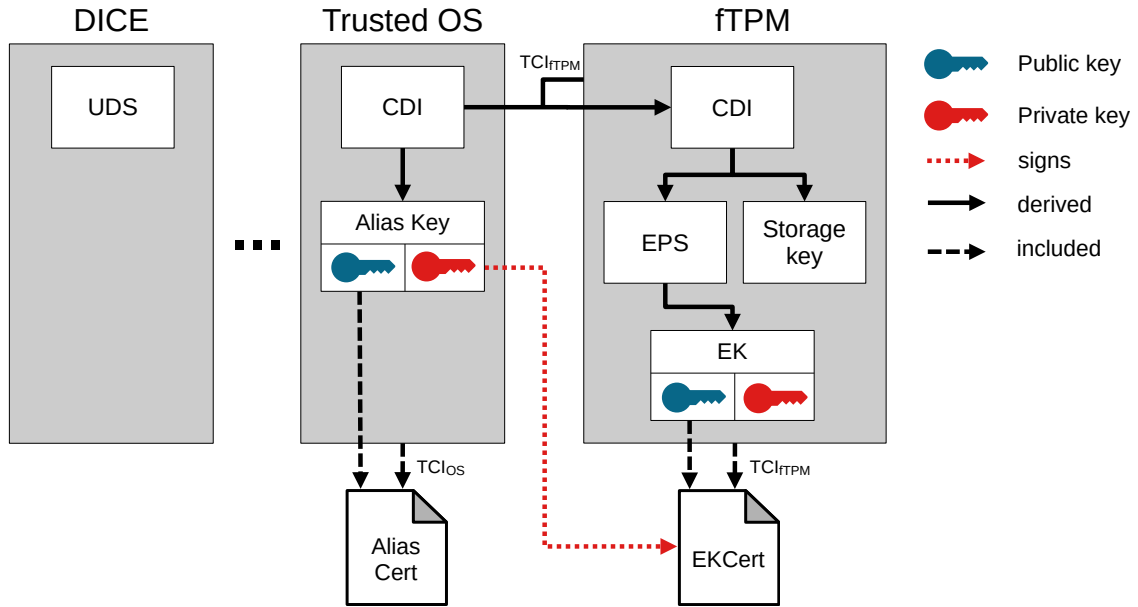 DICE
Trusted OS
fTPM
UDS
CDI
TCIfTPM
CDI
Public key
Private key
signs
derived
included
Alias Key
EPS
Storage
key
EK
TCIOS
TCIfTPM
Alias
Cert
EKCert